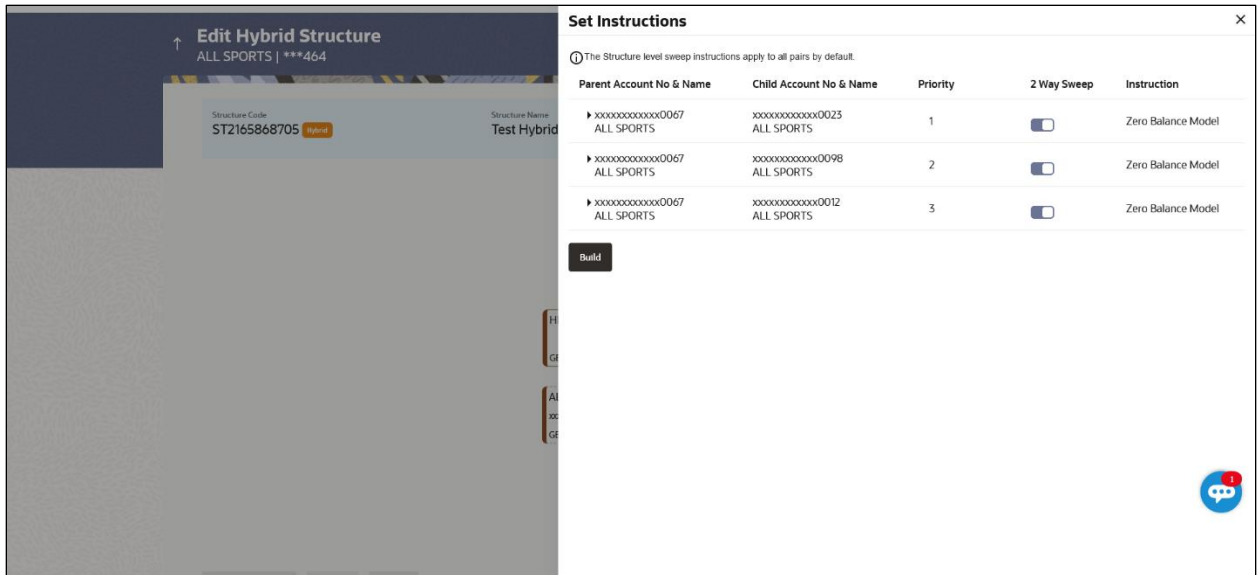 Edit Hybrid Structure
ALL SPORTS | ***464
Structure Code
ST2165868705 Hybrid
Structure Name
Test Hybrid
Set Instructions
The Structure level sweep instructions apply to all pairs by default.
Parent Account No & Name Child Account No & Name Priority 2 Way Sweep Instruction
xxxxxxxxxxxx0067 xxxxxxxxxxxx0023 1 Zero Balance Model
ALL SPORTS ALL SPORTS
xxxxxxxxxxxx0067 xxxxxxxxxxxx0098 2 Zero Balance Model
ALL SPORTS ALL SPORTS
xxxxxxxxxxxx0067 xxxxxxxxxxxx0012 3 Zero Balance Model
ALL SPORTS ALL SPORTS
Build
1